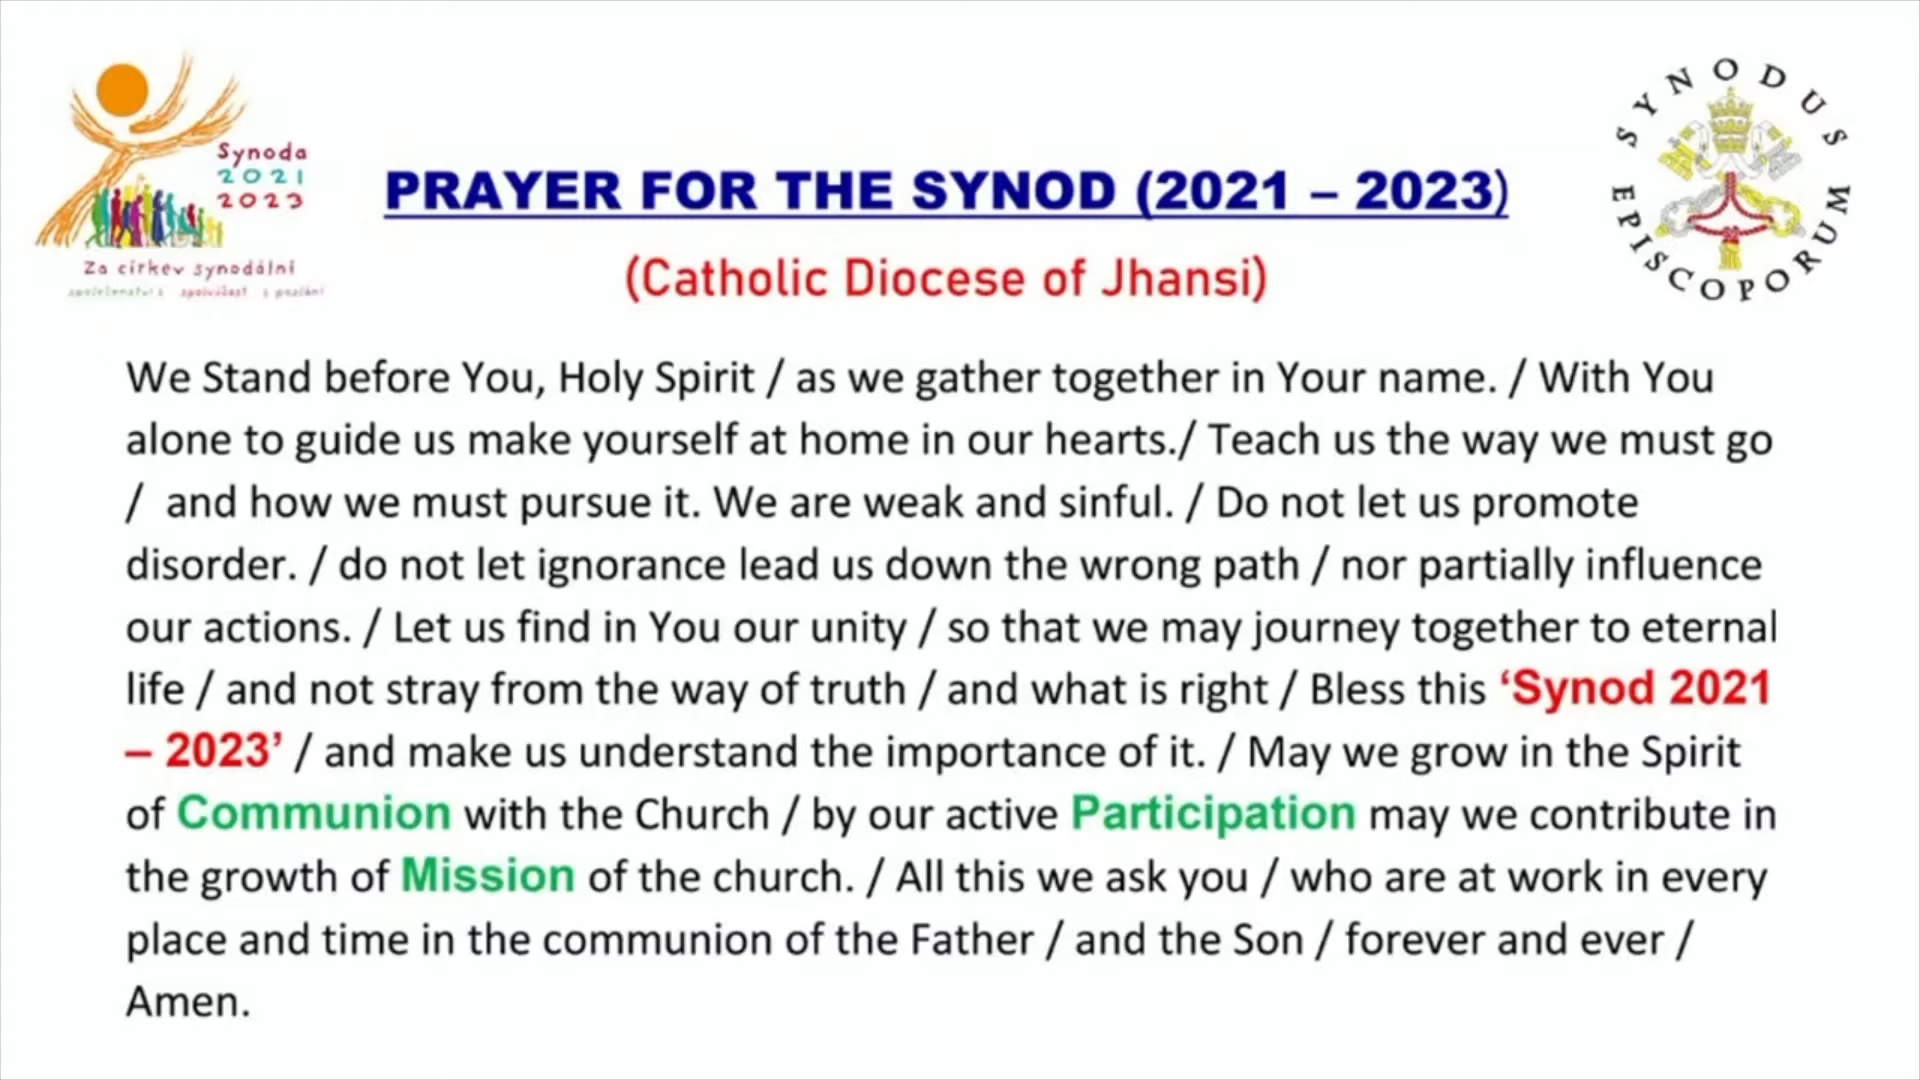 Synoda
2021
2023
Za církev synodální
SYNODUS EPISCOPORUM
PRAYER FOR THE SYNOD (2021 – 2023)
(Catholic Diocese of Jhansi)
We Stand before You, Holy Spirit / as we gather together in Your name. / With You
alone to guide us make yourself at home in our hearts./ Teach us the way we must go
/  and how we must pursue it. We are weak and sinful. / Do not let us promote
disorder. / do not let ignorance lead us down the wrong path / nor partially influence
our actions. / Let us find in You our unity / so that we may journey together to eternal
life / and not stray from the way of truth / and what is right / Bless this ‘Synod 2021
– 2023’ / and make us understand the importance of it. / May we grow in the Spirit
of Communion with the Church / by our active Participation may we contribute in
the growth of Mission of the church. / All this we ask you / who are at work in every
place and time in the communion of the Father / and the Son / forever and ever /
Amen.